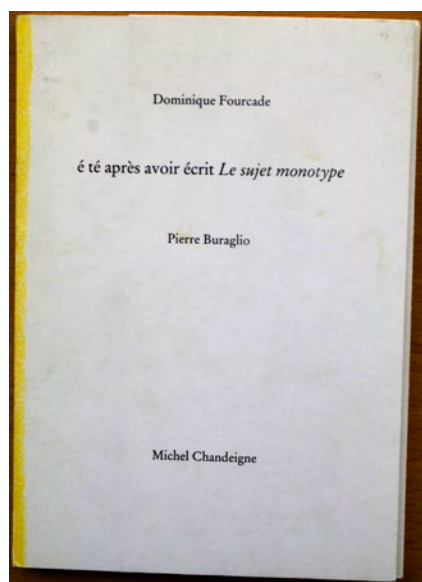 Dominique Fourcade
é té après avoir écrit Le sujet monotype
Pierre Buraglio
Michel Chandeigne